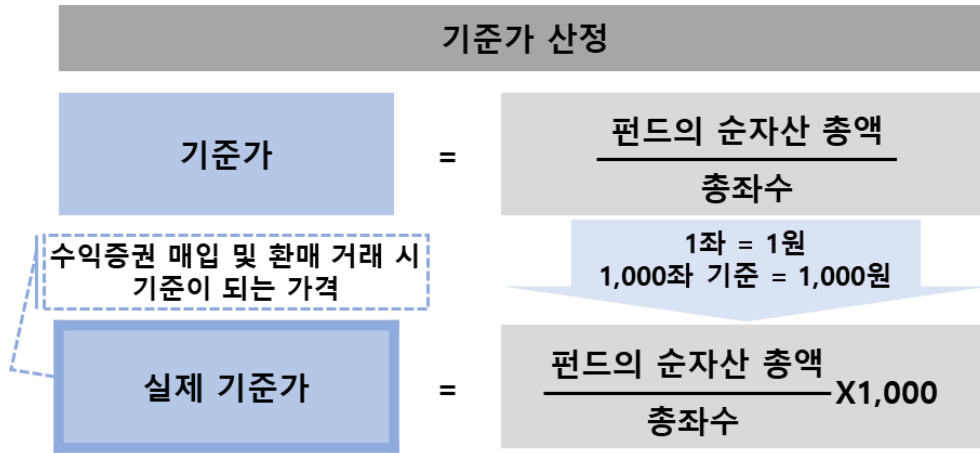 기준가 산정
기준가
=
펀드의 순자산 총액
총좌수
수익증권 매입 및 환매 거래 시
기준이 되는 가격
1좌 = 1원
1,000좌 기준 = 1,000원
실제 기준가
=
펀드의 순자산 총액
총좌수
X1,000